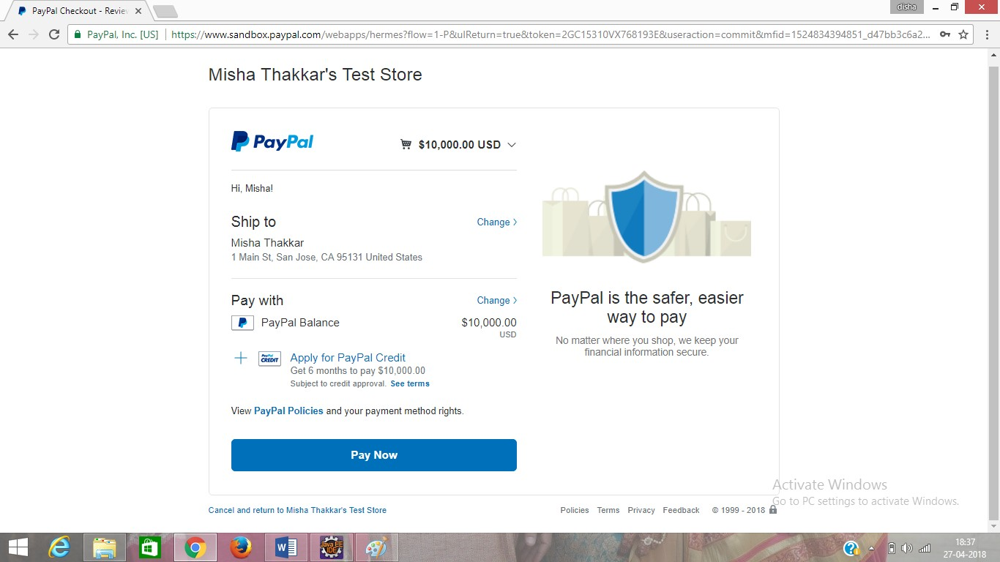 PayPal Checkout - Review
disha
PayPal, Inc. [US]
https://www.sandbox.paypal.com/webapps/hermes?flow=1-P&ulReturn=true&token=2GC15310VX768193E&useraction=commit&mfid=1524834394851_d47bb3c6a2...
Misha Thakkar's Test Store
PayPal
$10,000.00 USD
Hi, Misha!
Ship to
Change
Misha Thakkar
1 Main St, San Jose, CA 95131 United States
Pay with
Change
PayPal Balance
$10,000.00
USD
PayPal CREDIT
Apply for PayPal Credit
Get 6 months to pay $10,000.00
Subject to credit approval. See terms
View PayPal Policies and your payment method rights.
Pay Now
PayPal is the safer, easier
way to pay
No matter where you shop, we keep your
financial information secure.
Cancel and return to Misha Thakkar's Test Store
Policies Terms Privacy Feedback © 1999 - 2018
Activate Windows
Go to PC settings to activate Windows.
Java EE
IDE
18:37
27-04-2018